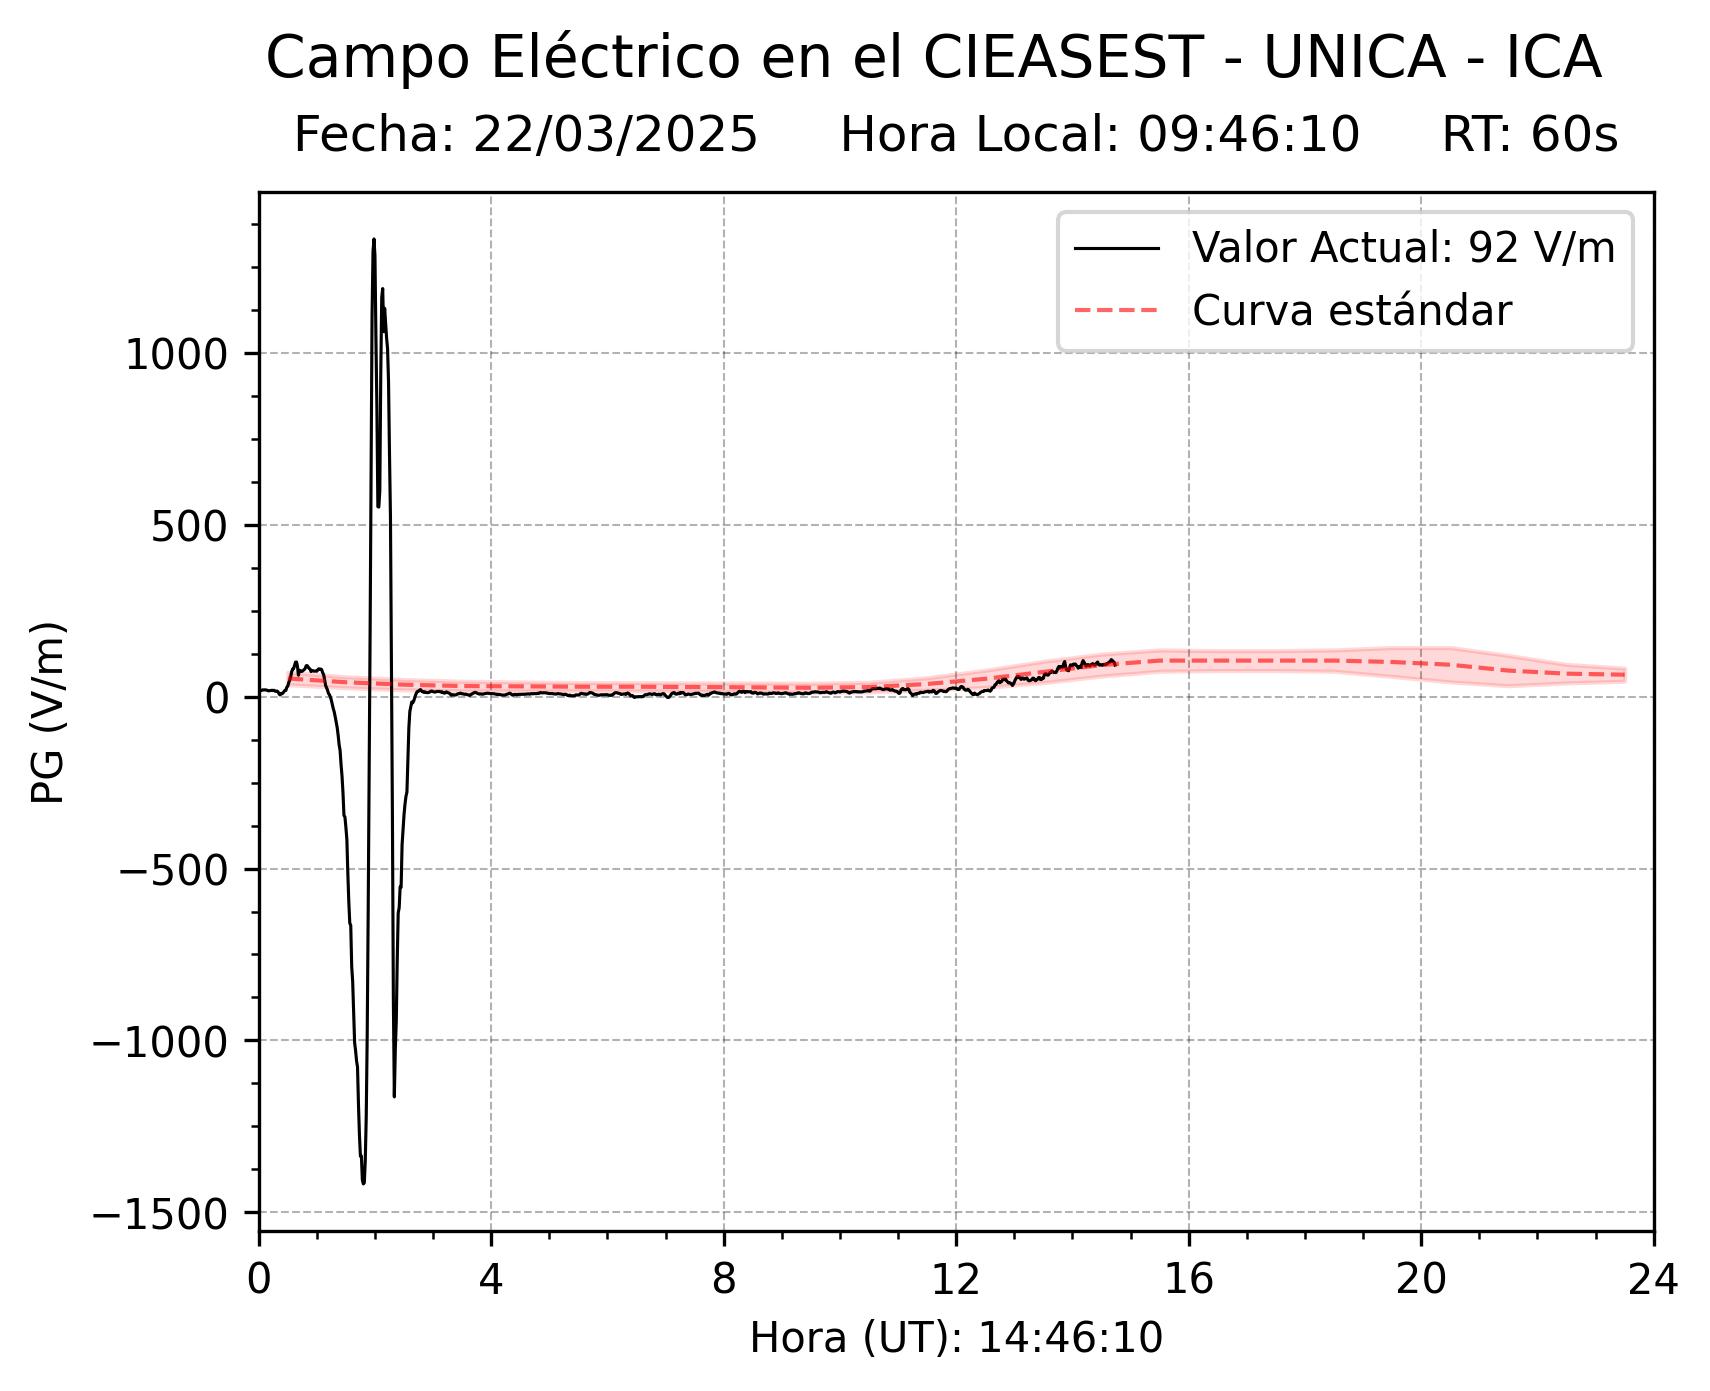 Campo Eléctrico en el CIEASEST - UNICA - ICA
Fecha: 22/03/2025 Hora Local: 09:46:10 RT: 60s
Valor Actual: 92 V/m
Curva estándar
PG (V/m)
1000
500
0
−500
−1000
−1500
0 4 8 12 16 20 24
Hora (UT): 14:46:10